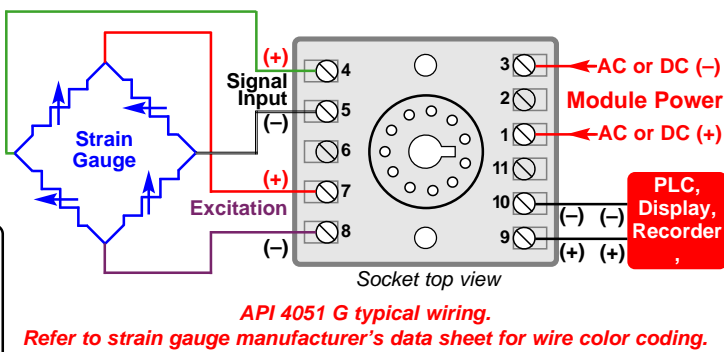 (+)
Signal
Input
(–)
Strain
Gauge
(+)
Excitation
(–)
4
5
6
7
8
3
2
1
11
10
9
AC or DC (–)
Module Power
AC or DC (+)
(–) (–)
(+) (+)
PLC,
Display,
Recorder
,
Socket top view
API 4051 G typical wiring.
Refer to strain gauge manufacturer's data sheet for wire color coding.